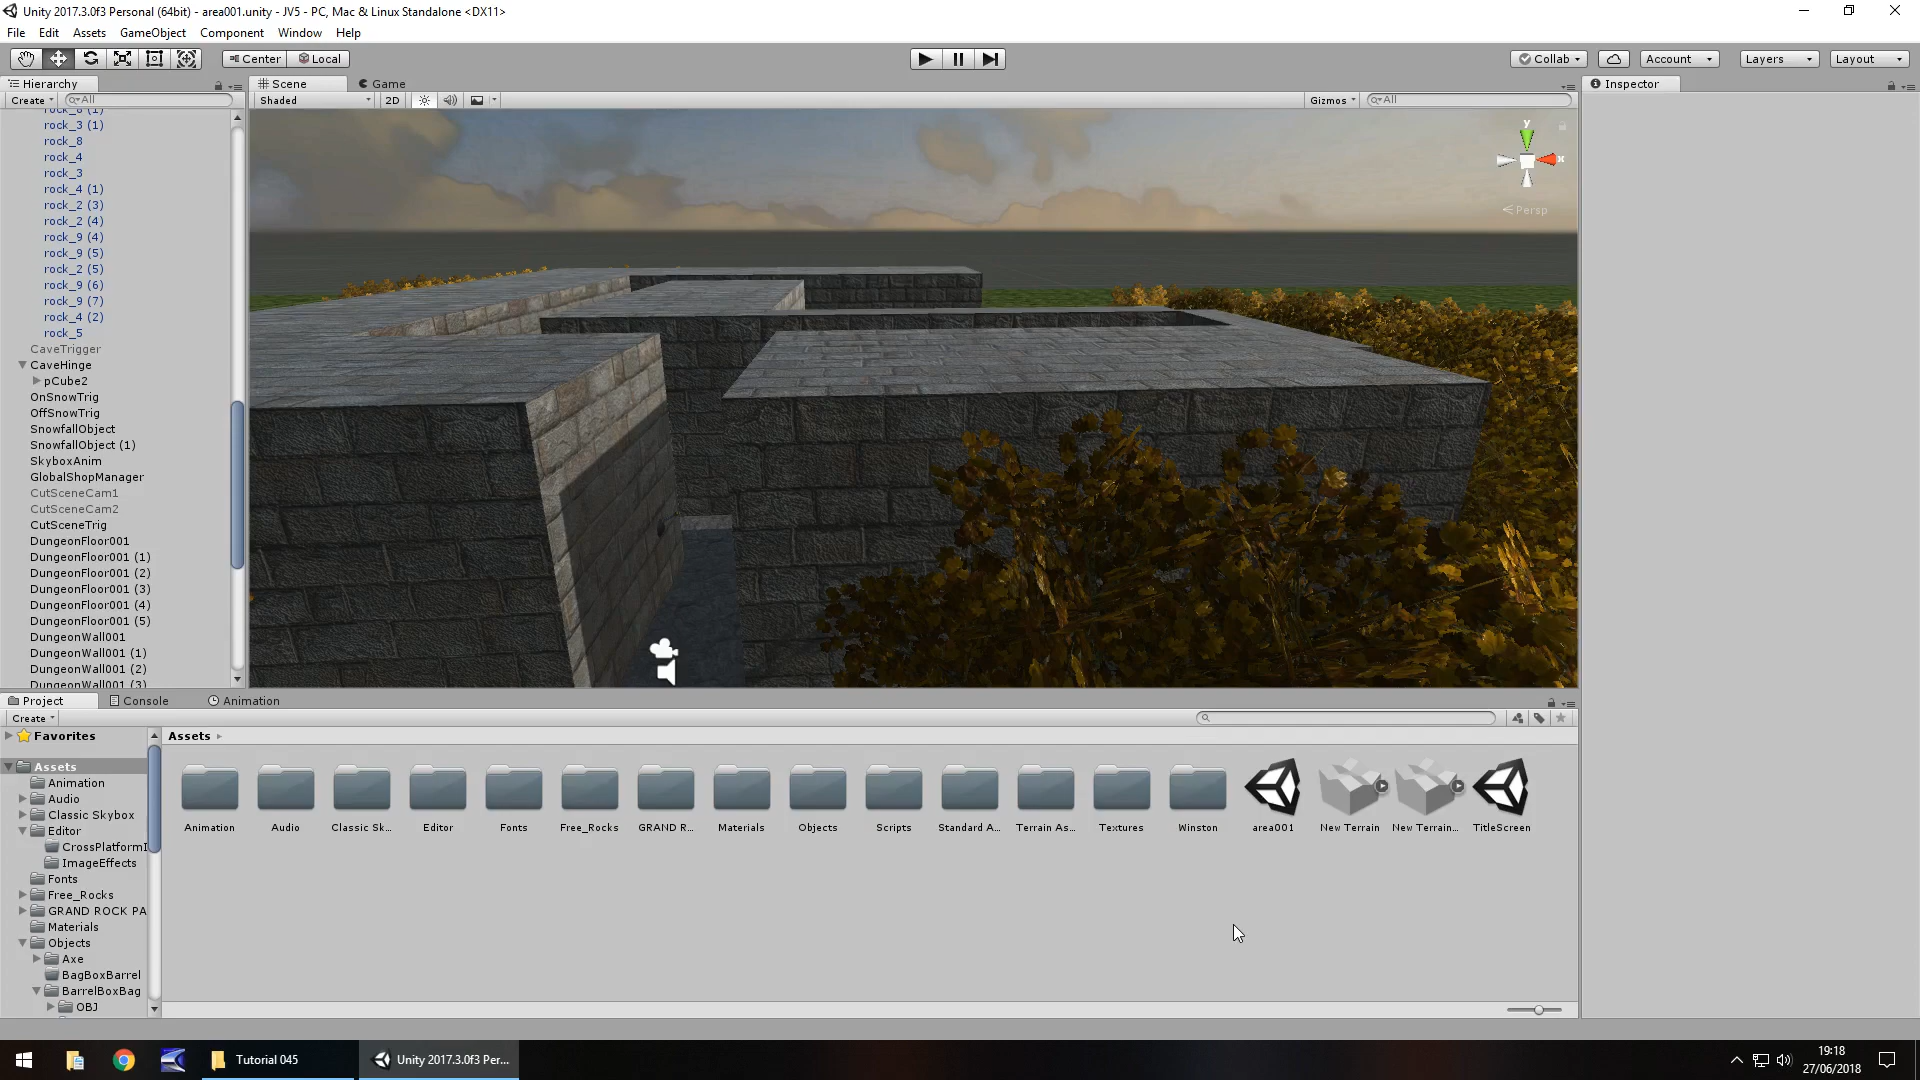 Unity 2017.3.0f3 Personal (64bit) - area001.unity - JV5 - PC, Mac & Linux Standalone <DX11>
File Edit Assets GameObject Component Window Help
Center Local
Collab Account Layers Layout
Hierarchy
Create All
rock_3 (1)
rock_8
rock_4
rock_3
rock_4 (1)
rock_2 (3)
rock_2 (4)
rock_9 (4)
rock_9 (5)
rock_2 (5)
rock_9 (6)
rock_9 (7)
rock_4 (2)
rock_5
CaveTrigger
CaveHinge
pCube2
OnSnowTrig
OffSnowTrig
SnowfallObject
SnowfallObject (1)
SkyboxAnim
GlobalShopManager
CutSceneCam1
CutSceneCam2
CutSceneTrig
DungeonFloor001
DungeonFloor001 (1)
DungeonFloor001 (2)
DungeonFloor001 (3)
DungeonFloor001 (4)
DungeonFloor001 (5)
DungeonWall001
DungeonWall001 (1)
DungeonWall001 (2)
DungeonWall001 (3)
Scene Game
Shaded 2D Gizmos All
y
x
Persp
Inspector
Project Console Animation
Create
Favorites
Assets
Animation
Audio
Classic Skybox
Editor
CrossPlatformI
ImageEffects
Fonts
Free_Rocks
GRAND ROCK PA
Materials
Objects
Axe
BagBoxBarrel
BarrelBoxBag
OBJ
Assets
Animation Audio Classic Sk... Editor Fonts Free_Rocks GRAND R... Materials Objects Scripts Standard A... Terrain As... Textures Winston area001 New Terrain New Terrain... TitleScreen
Tutorial 045
Unity 2017.3.0f3 Per...
19:18
27/06/2018